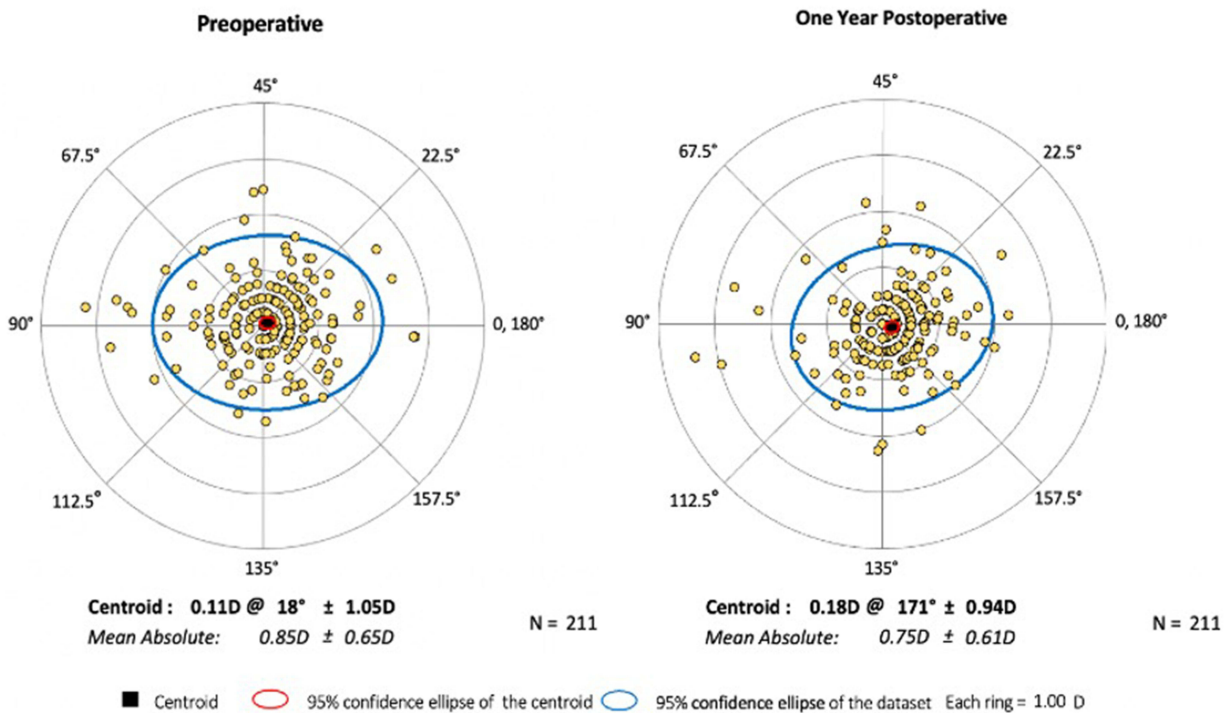 Preoperative
45°
67.5°
22.5°
90°
0, 180°
112.5°
157.5°
135°
Centroid : 0.11D @ 18° ± 1.05D
Mean Absolute: 0.85D ± 0.65D
N = 211
One Year Postoperative
45°
67.5°
22.5°
90°
0, 180°
112.5°
157.5°
135°
Centroid : 0.18D @ 171° ± 0.94D
Mean Absolute: 0.75D ± 0.61D
N = 211
Centroid 95% confidence ellipse of the centroid 95% confidence ellipse of the dataset Each ring = 1.00 D